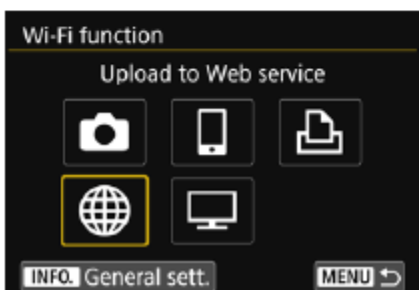 Wi-Fi function
Upload to Web service
INFO. General sett.
MENU